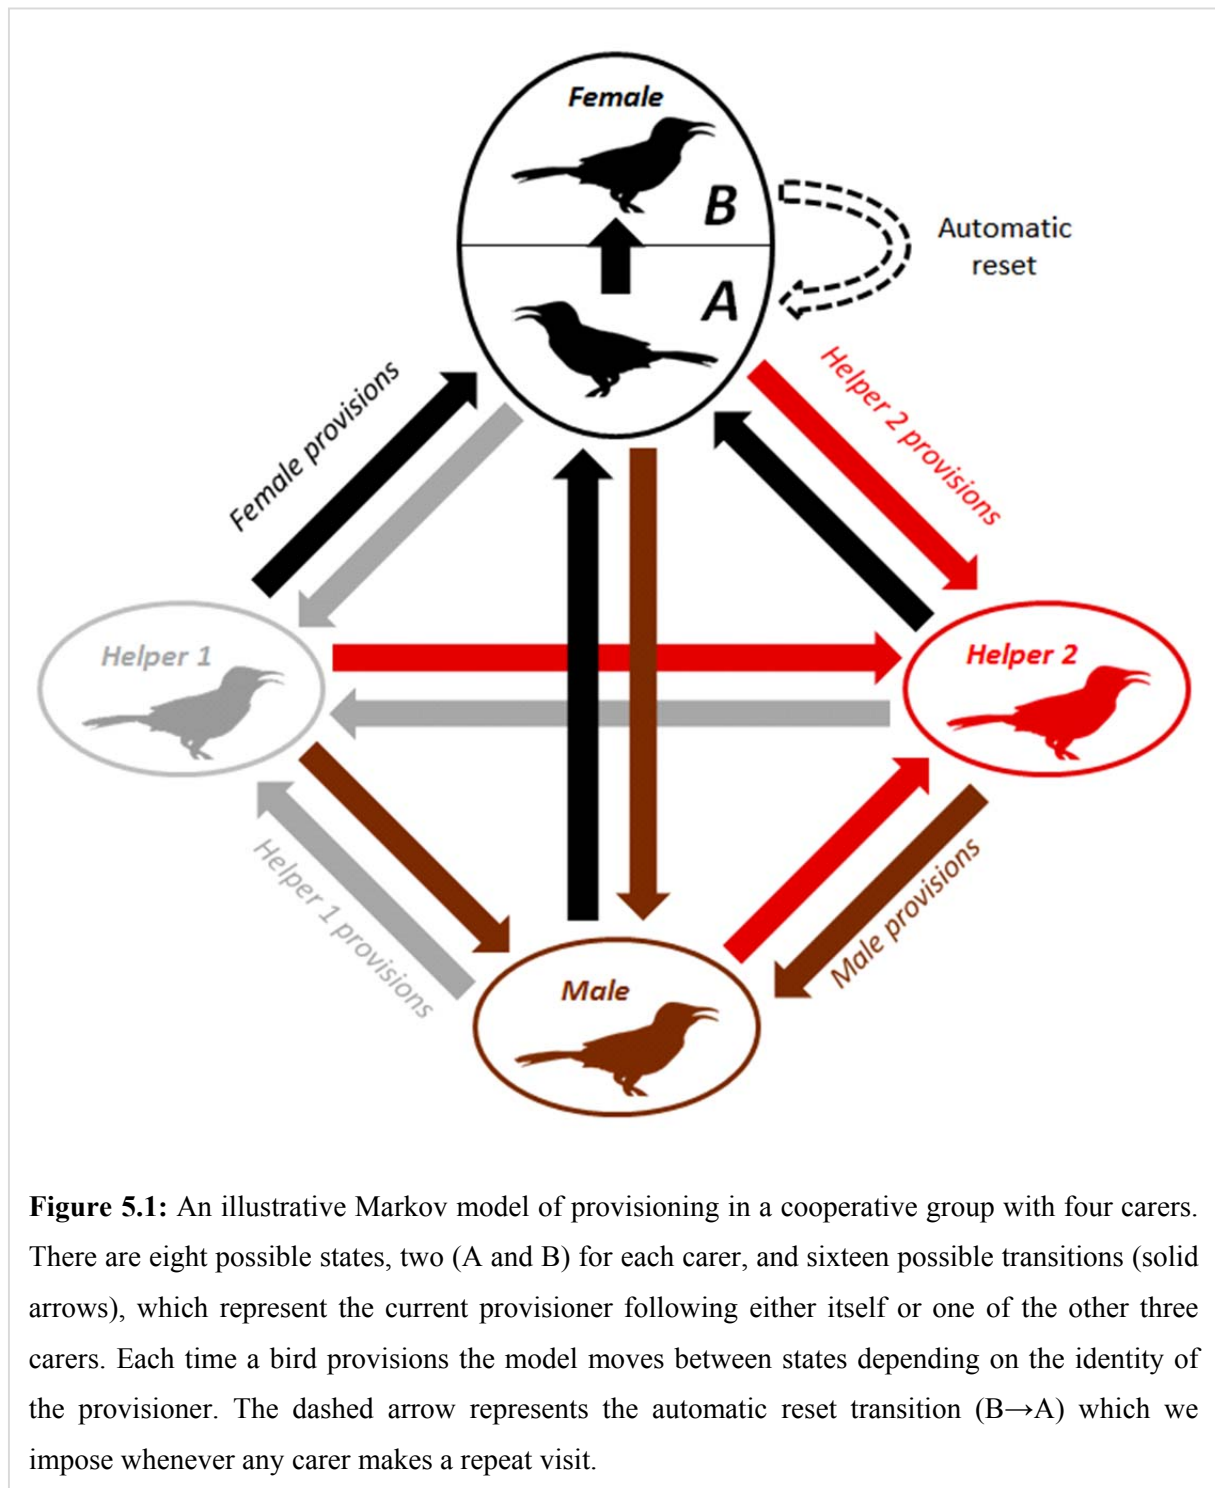 Female
B
Automatic
reset
A
Female provisions
Helper 2 provisions
Helper 1
Helper 2
Helper 1 provisions
Male provisions
Male
Figure 5.1: An illustrative Markov model of provisioning in a cooperative group with four carers.
There are eight possible states, two (A and B) for each carer, and sixteen possible transitions (solid
arrows), which represent the current provisioner following either itself or one of the other three
carers. Each time a bird provisions the model moves between states depending on the identity of
the provisioner. The dashed arrow represents the automatic reset transition (B→A) which we
impose whenever any carer makes a repeat visit.